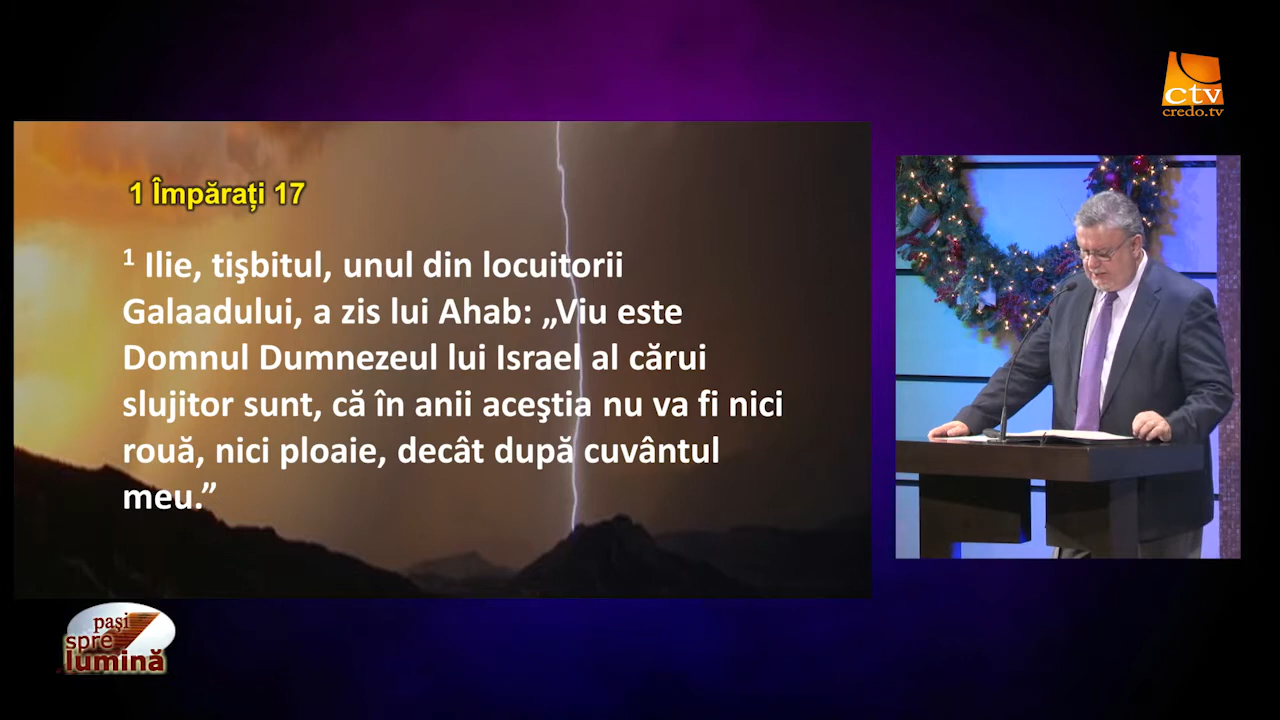 ctv
credo.tv
1 Împărați 17
1 Ilie, tişbitul, unul din locuitorii
Galaadului, a zis lui Ahab: „Viu este
Domnul Dumnezeul lui Israel al cărui
slujitor sunt, că în anii aceştia nu va fi nici
rouă, nici ploaie, decât după cuvântul
meu.”
paşi
spre
lumină